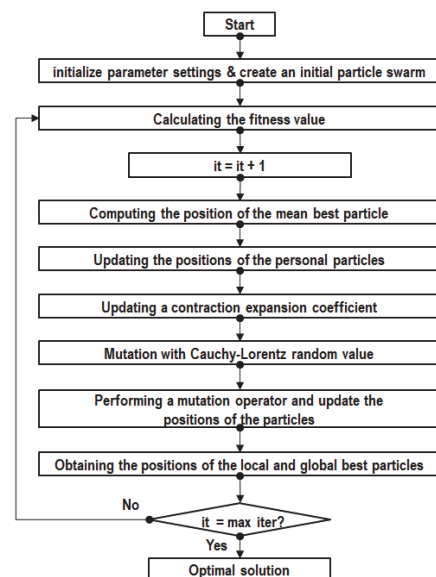 Start
initialize parameter settings & create an initial particle swarm
Calculating the fitness value
it = it + 1
Computing the position of the mean best particle
Updating the positions of the personal particles
Updating a contraction expansion coefficient
Mutation with Cauchy-Lorentz random value
Performing a mutation operator and update the
positions of the particles
Obtaining the positions of the local and global best particles
No
it = max iter?
Yes
Optimal solution